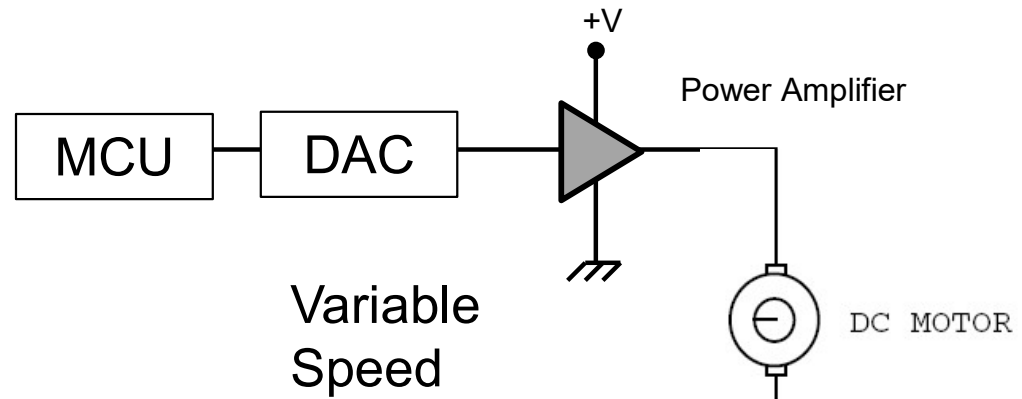 +V
Power Amplifier
MCU
DAC
Variable
Speed
DC MOTOR